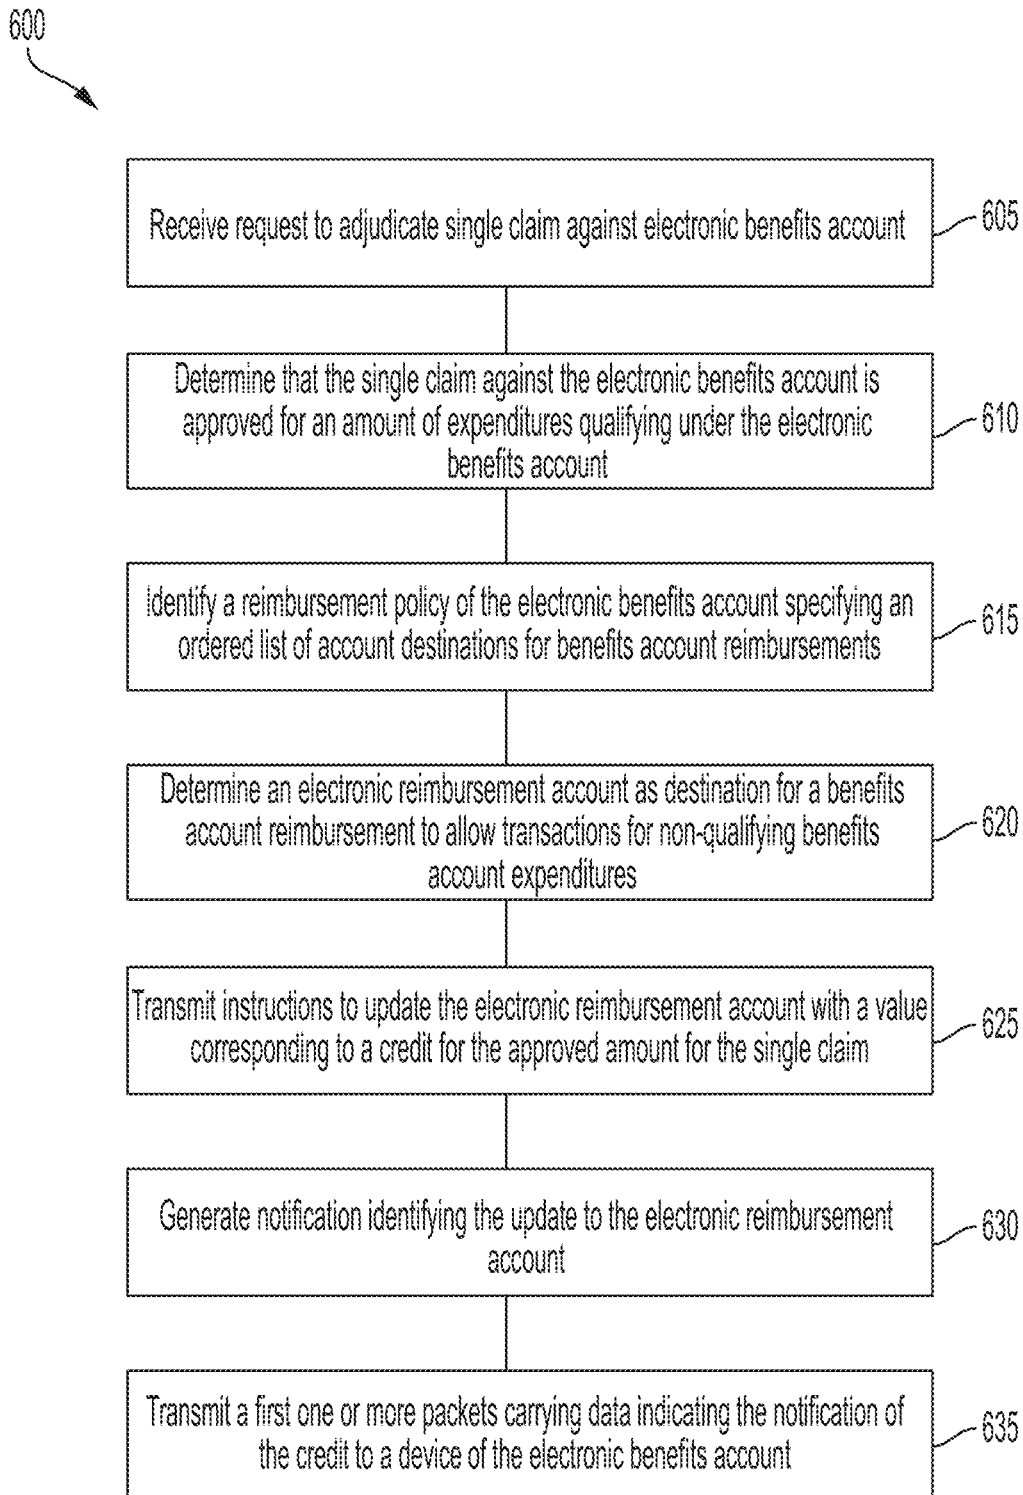 600
Receive request to adjudicate single claim against electronic benefits account
605
Determine that the single claim against the electronic benefits account is
approved for an amount of expenditures qualifying under the electronic
benefits account
610
Identify a reimbursement policy of the electronic benefits account specifying an
ordered list of account destinations for benefits account reimbursements
615
Determine an electronic reimbursement account as destination for a benefits
account reimbursement to allow transactions for non-qualifying benefits
account expenditures
620
Transmit instructions to update the electronic reimbursement account with a value
corresponding to a credit for the approved amount for the single claim
625
Generate notification identifying the update to the electronic reimbursement
account
630
Transmit a first one or more packets carrying data indicating the notification of
the credit to a device of the electronic benefits account
635